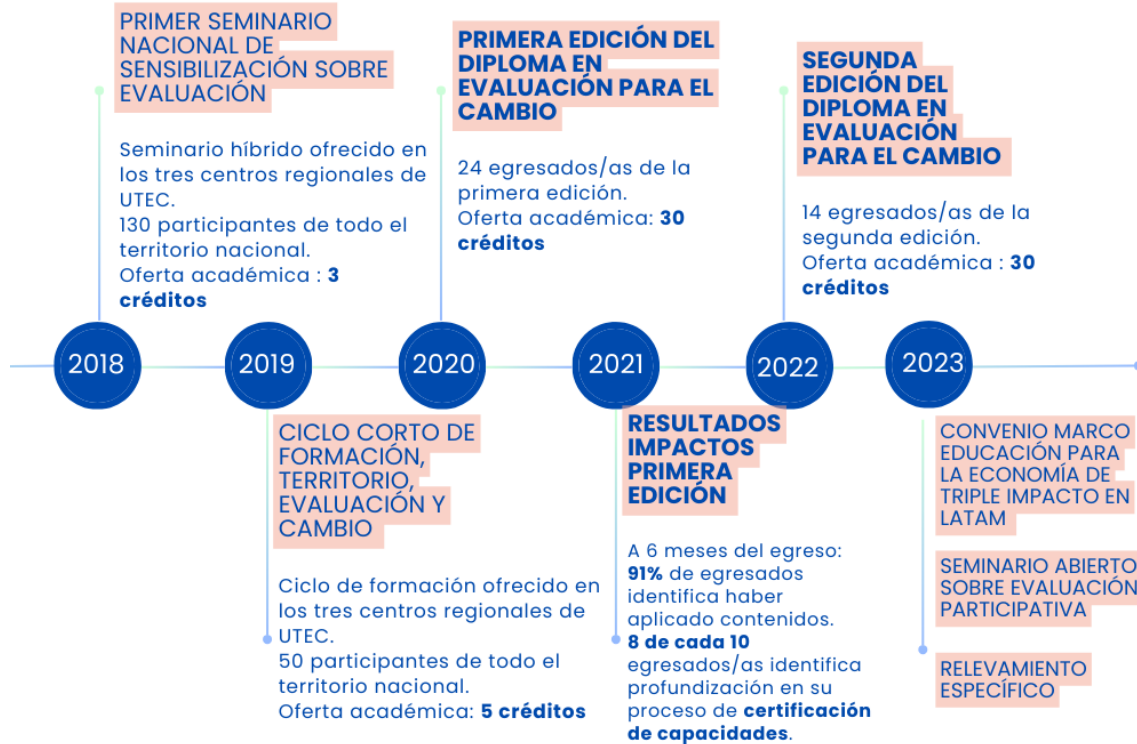 PRIMER SEMINARIO
NACIONAL DE
SENSIBILIZACIÓN SOBRE
EVALUACIÓN
Seminario híbrido ofrecido en
los tres centros regionales de
UTEC.
130 participantes de todo el
territorio nacional.
Oferta académica : 3
créditos
PRIMERA EDICIÓN DEL
DIPLOMA EN
EVALUACIÓN PARA EL
CAMBIO
24 egresados/as de la
primera edición.
Oferta académica: 30
créditos
SEGUNDA
EDICIÓN DEL
DIPLOMA EN
EVALUACIÓN
PARA EL CAMBIO
14 egresados/as de la
segunda edición.
Oferta académica : 30
créditos
2018
2019
2020
2021
2022
2023
CICLO CORTO DE
FORMACIÓN,
TERRITORIO,
EVALUACIÓN Y
CAMBIO
Ciclo de formación ofrecido en
los tres centros regionales de
UTEC.
50 participantes de todo el
territorio nacional.
Oferta académica: 5 créditos
RESULTADOS
IMPACTOS
PRIMERA
EDICIÓN
A 6 meses del egreso:
91% de egresados
identifica haber
aplicado contenidos.
8 de cada 10
egresados/as identifica
profundización en su
proceso de certificación
de capacidades.
CONVENIO MARCO
EDUCACIÓN PARA
LA ECONOMÍA DE
TRIPLE IMPACTO EN
LATAM
SEMINARIO ABIERTO
SOBRE EVALUACIÓN
PARTICIPATIVA
RELEVAMIENTO
ESPECÍFICO